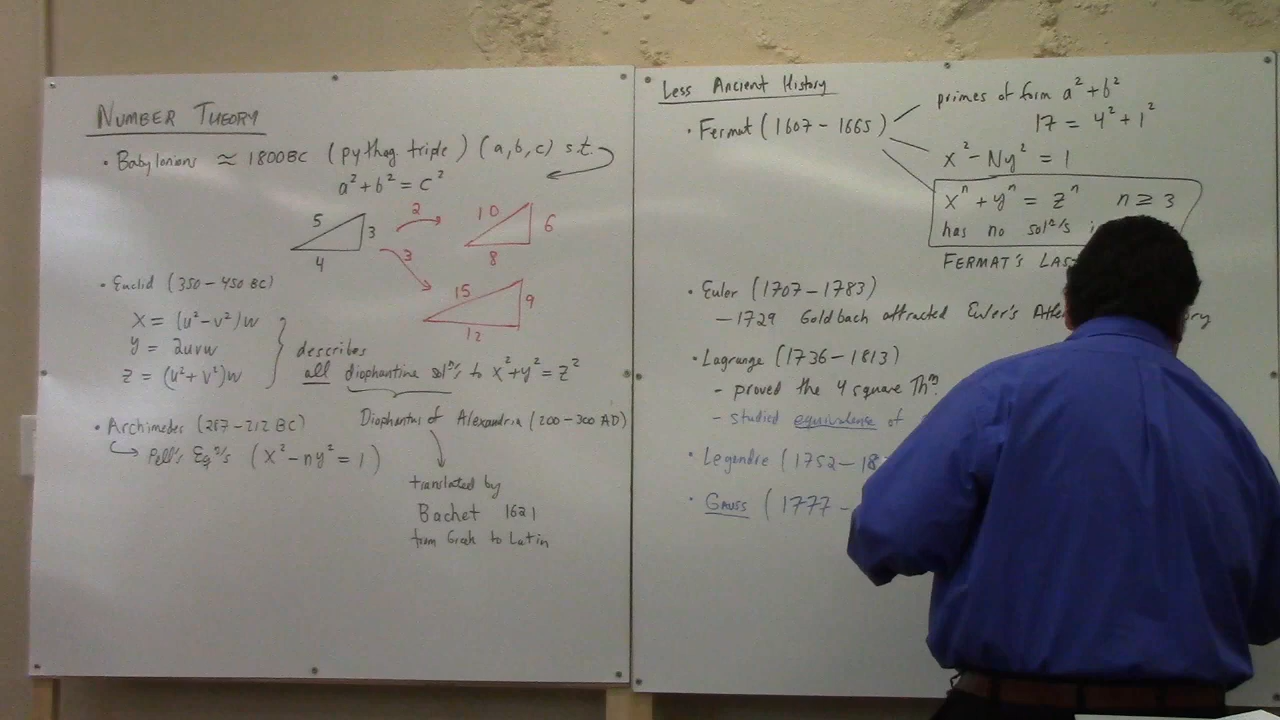 NUMBER THEORY
• Babylonians ≈ 1800BC (pythag triple) (a,b,c) s.t.
a² + b² = c²
5
3
4
2
10
6
8
3
15
9
12
• Euclid (350-450 BC)
x = (u²-v²)w
y = 2uvw
z = (u²+v²)w
describes
all diophantine solⁿ/s to x²+y²=z²
• Archimedes (287-212 BC)
Pell's Eqⁿ/s (x²-ny²=1)
Diophantus of Alexandria (200-300 AD)
translated by
Bachet 1621
from Greek to Latin
Less Ancient History
• Fermat (1607-1665)
primes of form a²+b²
17 = 4²+1²
x²-Ny²=1
xⁿ+yⁿ=zⁿ n≥3
has no solⁿ/s
FERMAT'S LAS
• Euler (1707-1783)
- 1729 Goldbach attracted Euler's
• Lagrange (1736-1813)
- proved the 4 square Thᵐ.
- studied equivalence of
• Legendre (1752-18
• Gauss (1777-